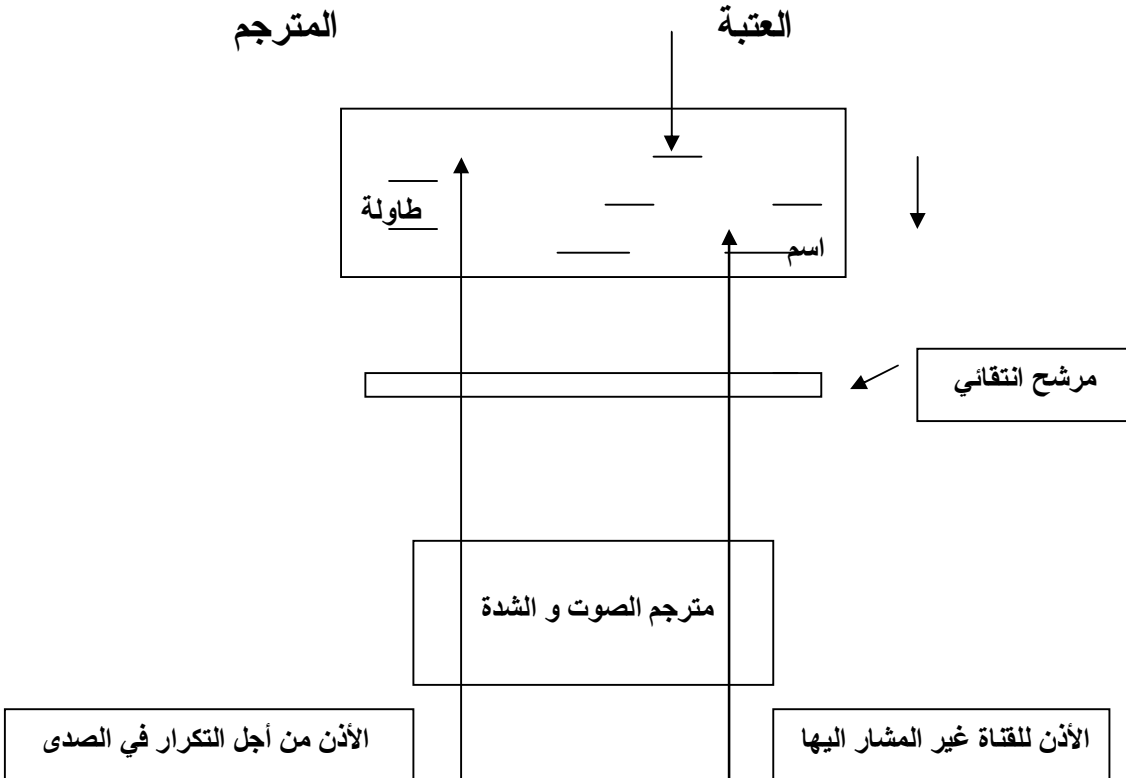 العتبة
المترجم
طاولة
اسم
مرشح انتقائي
مترجم الصوت و الشدة
الأذن للقناة غير المشار اليها
الأذن من أجل التكرار في الصدى